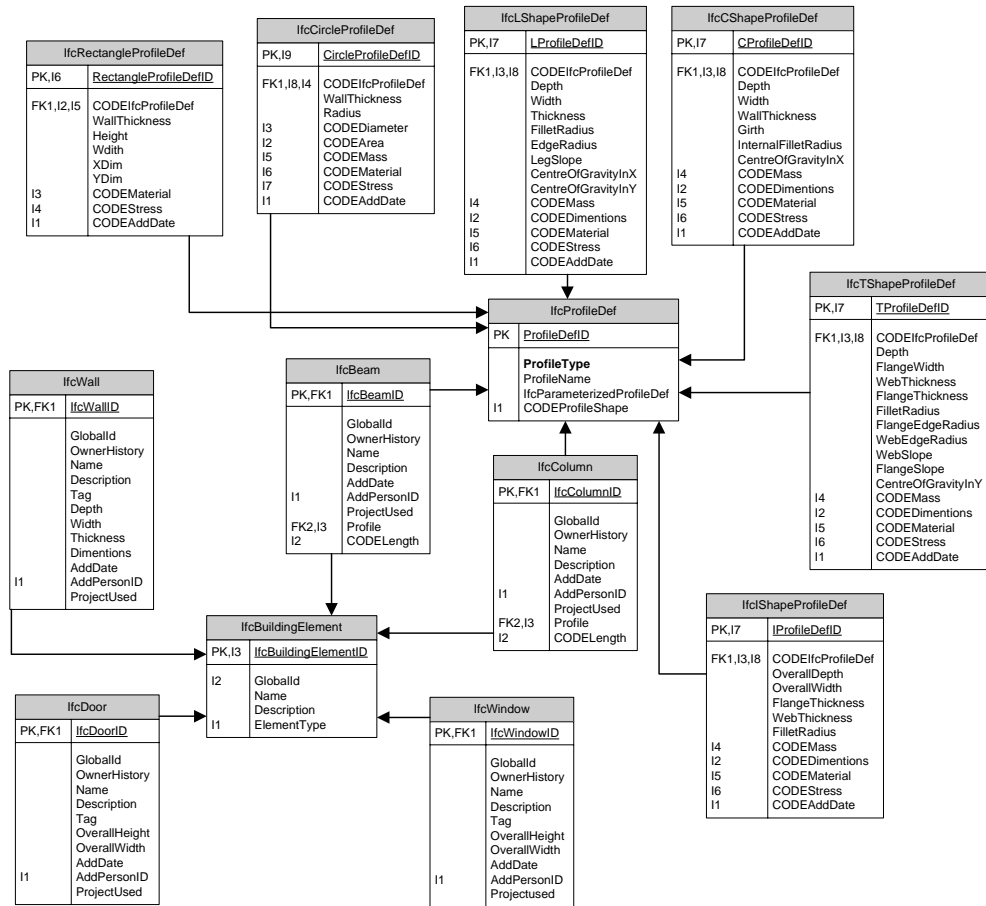 IfcRectangleProfileDef
PK,I6 RectangleProfileDefID
FK1,I2,I5 CODEIfcProfileDef
WallThickness
Height
Wdith
XDim
YDim
I3 CODEMaterial
I4 CODEStress
I1 CODEAddDate
IfcCircleProfileDef
PK,I9 CircleProfileDefID
FK1,I8,I4 CODEIfcProfileDef
WallThickness
Radius
I3 CODEDiameter
I2 CODEArea
I5 CODEMass
I6 CODEMaterial
I7 CODEStress
I1 CODEAddDate
IfcLShapeProfileDef
PK,I7 LProfileDefID
FK1,I3,I8 CODEIfcProfileDef
Depth
Width
Thickness
FilletRadius
EdgeRadius
LegSlope
CentreOfGravityInX
CentreOfGravityInY
I4 CODEMass
I2 CODEDimentions
I5 CODEMaterial
I6 CODEStress
I1 CODEAddDate
IfcCShapeProfileDef
PK,I7 CProfileDefID
FK1,I3,I8 CODEIfcProfileDef
Depth
Width
WallThickness
Girth
InternalFilletRadius
CentreOfGravityInX
I4 CODEMass
I2 CODEDimentions
I5 CODEMaterial
I6 CODEStress
I1 CODEAddDate
IfcTShapeProfileDef
PK,I7 TProfileDefID
FK1,I3,I8 CODEIfcProfileDef
Depth
FlangeWidth
WebThickness
FlangeThickness
FilletRadius
FlangeEdgeRadius
WebEdgeRadius
WebSlope
FlangeSlope
CentreOfGravityInY
I4 CODEMass
I2 CODEDimentions
I5 CODEMaterial
I6 CODEStress
I1 CODEAddDate
IfcProfileDef
PK ProfileDefID
ProfileType
ProfileName
IfcParameterizedProfileDef
I1 CODEProfileShape
IfcWall
PK,FK1 IfcWallID
GlobalId
OwnerHistory
Name
Description
Tag
Depth
Width
Thickness
Dimentions
AddDate
I1 AddPersonID
ProjectUsed
IfcBeam
PK,FK1 IfcBeamID
GlobalId
OwnerHistory
Name
Description
AddDate
I1 AddPersonID
ProjectUsed
FK2,I3 Profile
I2 CODELength
IfcColumn
PK,FK1 IfcColumnID
GlobalId
OwnerHistory
Name
Description
AddDate
I1 AddPersonID
ProjectUsed
FK2,I3 Profile
I2 CODELength
IfcIShapeProfileDef
PK,I7 IProfileDefID
FK1,I3,I8 CODEIfcProfileDef
OverallDepth
OverallWidth
FlangeThickness
WebThickness
FilletRadius
I4 CODEMass
I2 CODEDimentions
I5 CODEMaterial
I6 CODEStress
I1 CODEAddDate
IfcBuildingElement
PK,I3 IfcBuildingElementID
I2 GlobalId
Name
Description
I1 ElementType
IfcDoor
PK,FK1 IfcDoorID
GlobalId
OwnerHistory
Name
Description
Tag
OverallHeight
OverallWidth
AddDate
I1 AddPersonID
ProjectUsed
IfcWindow
PK,FK1 IfcWindowID
GlobalId
OwnerHistory
Name
Description
Tag
OverallHeight
OverallWidth
AddDate
I1 AddPersonID
Projectused